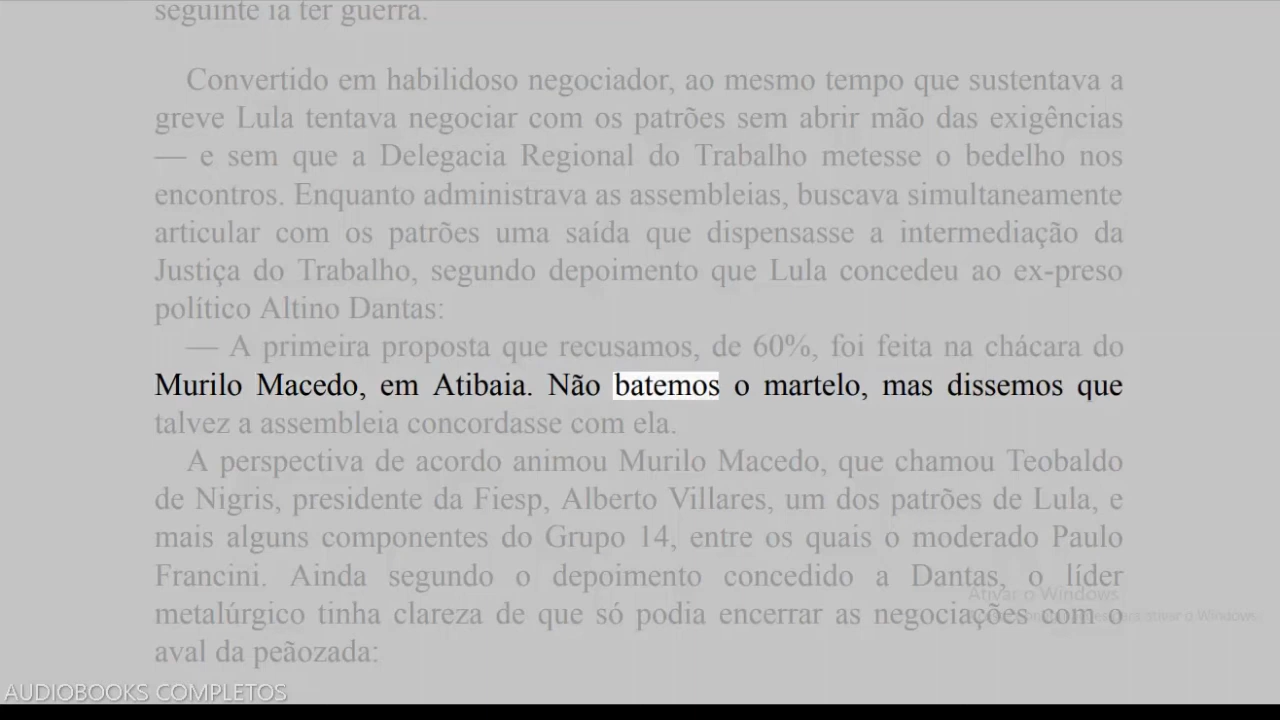 seguinte ia ter guerra.
Convertido em habilidoso negociador, ao mesmo tempo que sustentava a
greve Lula tentava negociar com os patrões sem abrir mão das exigências
— e sem que a Delegacia Regional do Trabalho metesse o bedelho nos
encontros. Enquanto administrava as assembleias, buscava simultaneamente
articular com os patrões uma saída que dispensasse a intermediação da
Justiça do Trabalho, segundo depoimento que Lula concedeu ao ex-preso
político Altino Dantas:
— A primeira proposta que recusamos, de 60%, foi feita na chácara do
Murilo Macedo, em Atibaia. Não batemos o martelo, mas dissemos que
talvez a assembleia concordasse com ela.
A perspectiva de acordo animou Murilo Macedo, que chamou Teobaldo
de Nigris, presidente da Fiesp, Alberto Villares, um dos patrões de Lula, e
mais alguns componentes do Grupo 14, entre os quais o moderado Paulo
Francini. Ainda segundo o depoimento concedido a Dantas, o líder
Ativar o Windows
metalúrgico tinha clareza de que só podia encerrar as negociações com o
ativar o Windows.
aval da peãozada:
AUDIOBOOKS COMPLETOS